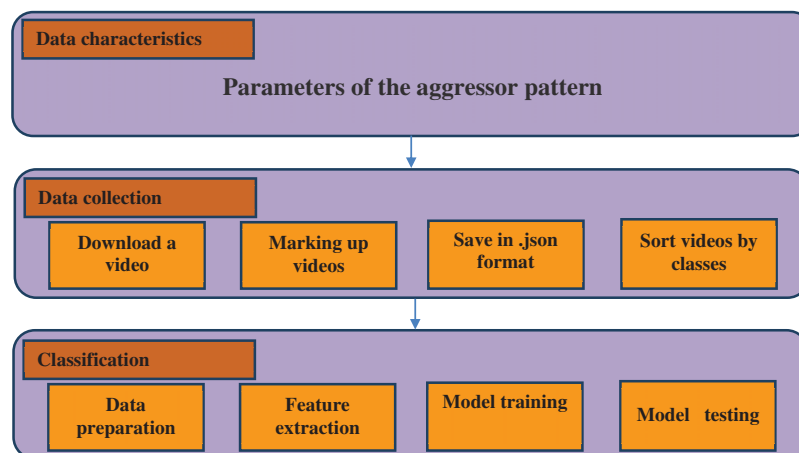 Data characteristics
Parameters of the aggressor pattern
Data collection
Download a
video
Marking up
videos
Save in .json
format
Sort videos by
classes
Classification
Data
preparation
Feature
extraction
Model training
Model testing